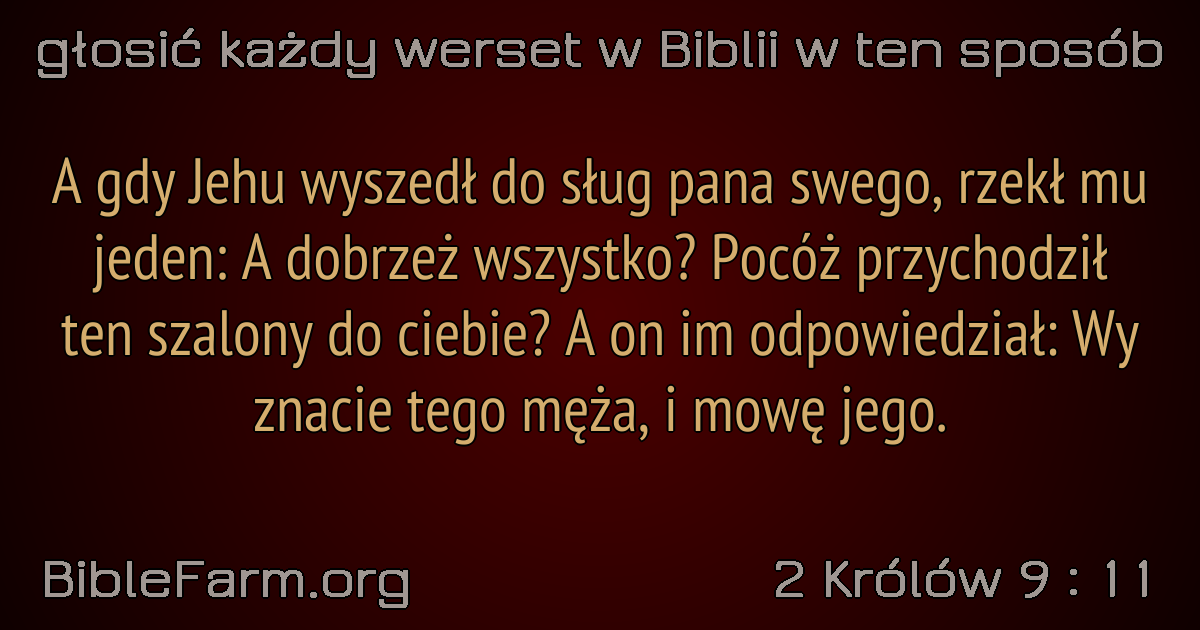 głosić każdy werset w Biblii w ten sposób
A gdy Jehu wyszedł do sług pana swego, rzekł mu
jeden: A dobrzeż wszystko? Pocóż przychodził
ten szalony do ciebie? A on im odpowiedział: Wy
znacie tego męża, i mowę jego.
BibleFarm.org
2 Królów 9 : 11